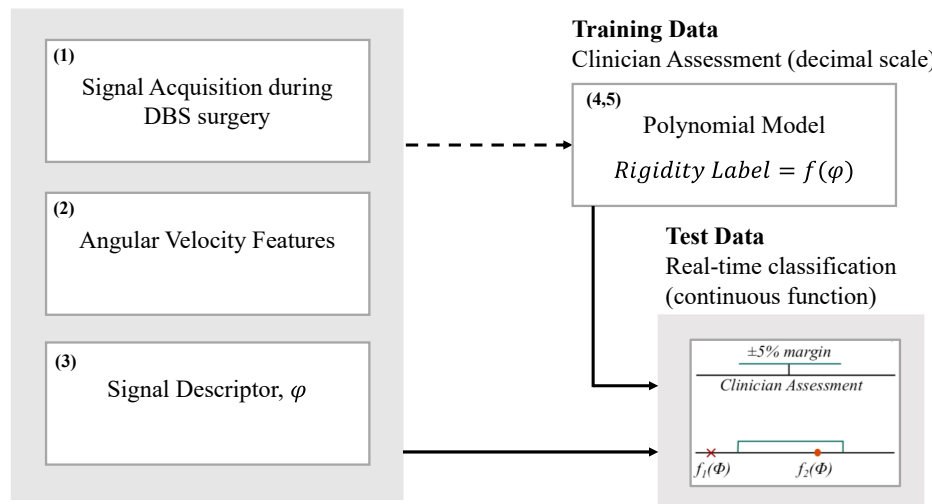 (1)
Signal Acquisition during
DBS surgery
(2)
Angular Velocity Features
(3)
Signal Descriptor, φ
Training Data
Clinician Assessment (decimal scale)
(4,5)
Polynomial Model
Rigidity Label = f(φ)
Test Data
Real-time classification
(continuous function)
±5% margin
Clinician Assessment
f₁(Φ)
f₂(Φ)